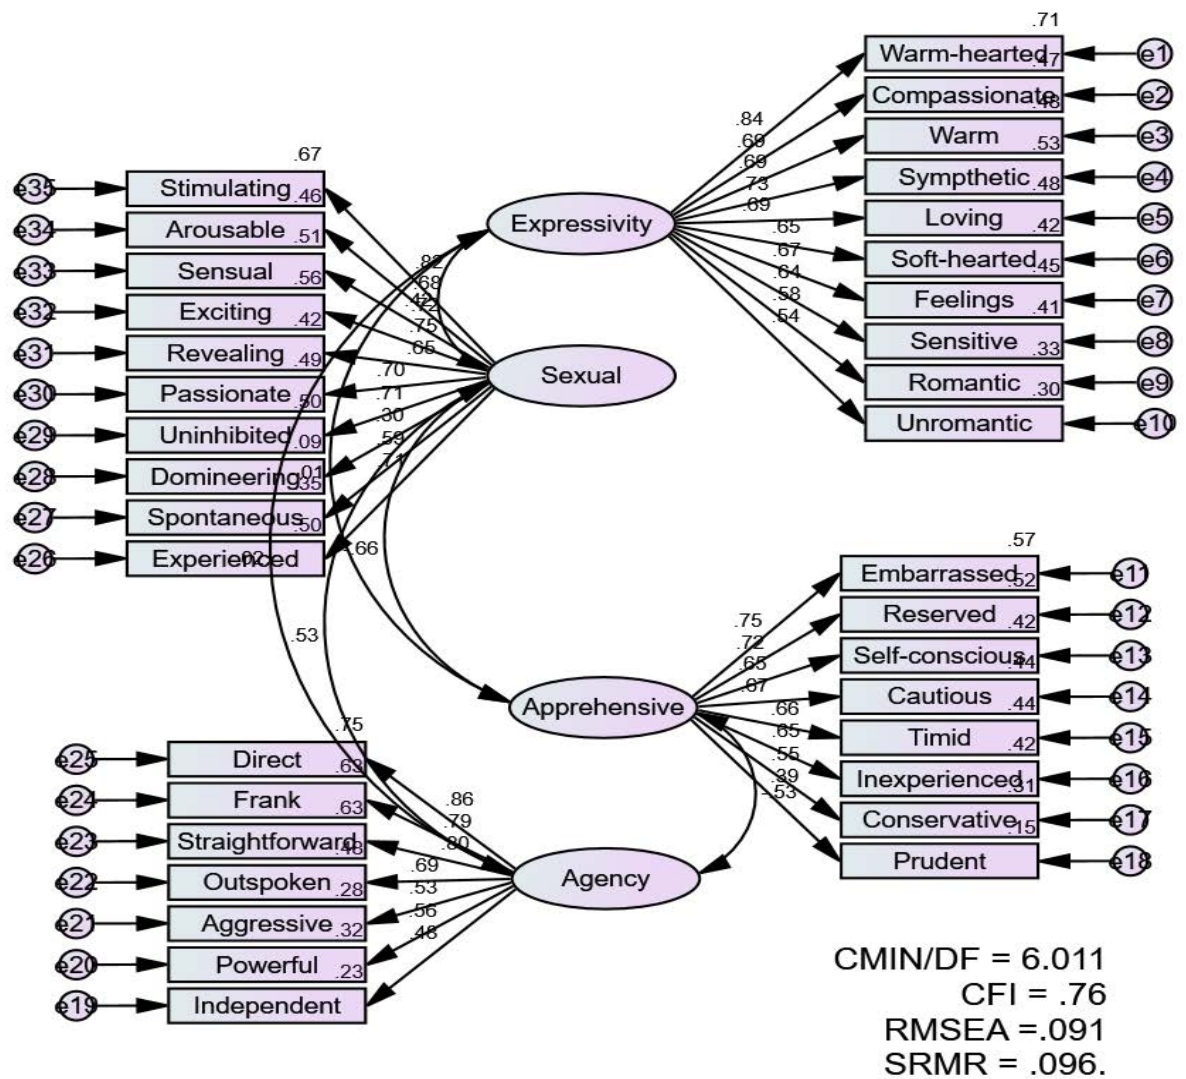 .71
Warm-hearted
.47
e1
Compassionate
.48
e2
.84
Warm
.53
e3
.69
.67
.69
Stimulating
.46
e35
Sympthetic
.48
e4
.73
Arousable
.51
e34
Expressivity
.69
Loving
.42
e5
.65
Sensual
.56
e33
.82
.67
Soft-hearted
.45
e6
.68
.64
Exciting
.42
e32
.42
.72
.58
Feelings
.41
e7
.75
.54
Revealing
.49
e31
.65
Sensitive
.33
e8
.70
Sexual
Passionate
.50
e30
.71
Romantic
.30
e9
.30
Uninhibited
.09
e29
.59
Unromantic
e10
.71
Domineering
.01
.35
e28
Spontaneous
.50
e27
Experienced
.02
e26
-.66
.57
Embarrassed
.52
e11
Reserved
.42
e12
.75
.53
.72
Self-conscious
.44
e13
.65
.67
Cautious
.44
e14
Apprehensive
.66
.75
.65
Timid
.42
e15
Direct
.63
e25
.55
Inexperienced
.31
e16
.39
-.53
Frank
.63
e24
.86
.79
Conservative
.15
e17
Straightforward
.48
e23
.80
Prudent
e18
.69
Outspoken
.28
e22
.53
Agency
.56
Aggressive
.32
e21
.48
Powerful
.23
e20
Independent
e19
CMIN/DF = 6.011
CFI = .76
RMSEA =.091
SRMR = .096.